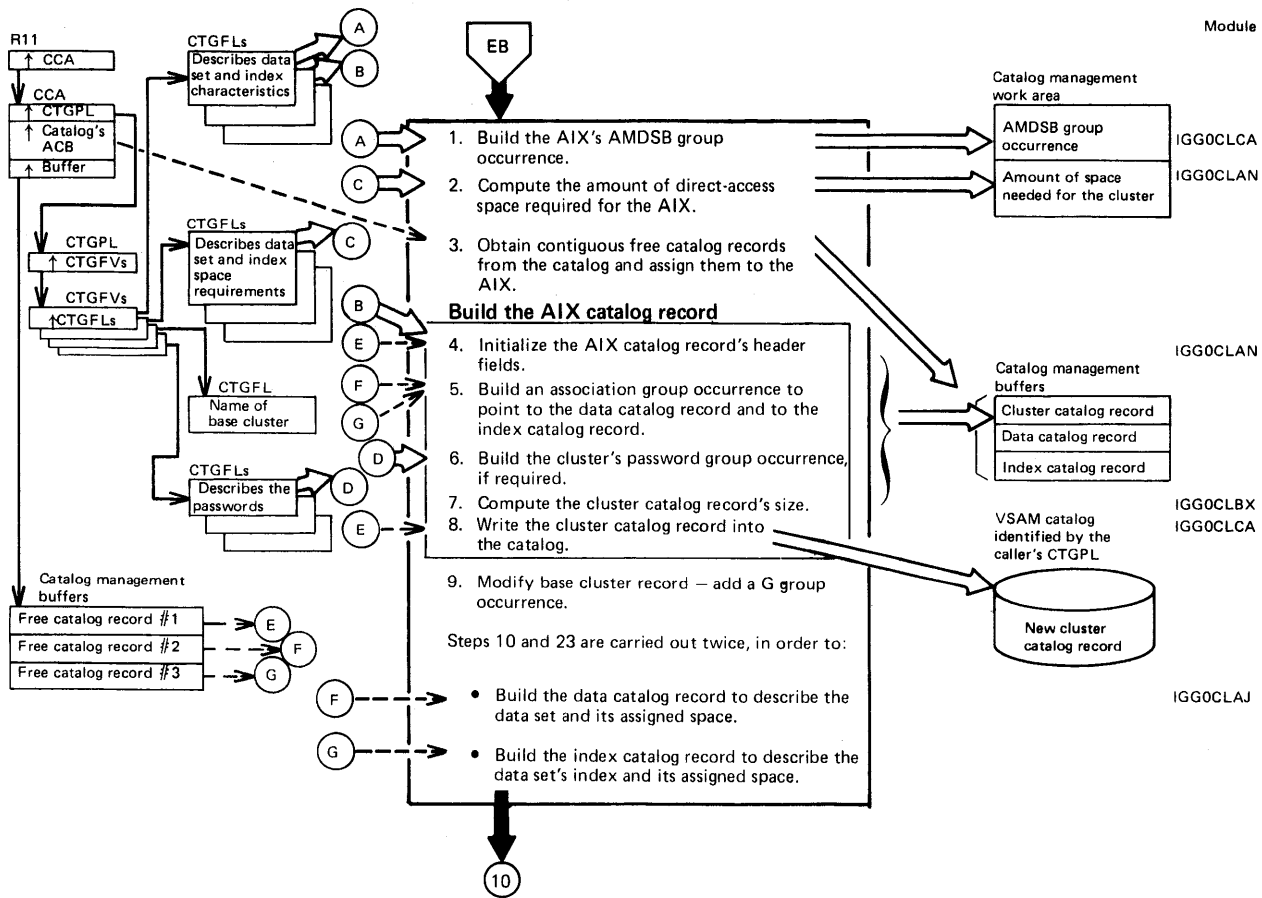 Module
R11
↑ CCA
CCA
↑ CTGPL
↑ Catalog's
ACB
↑ Buffer
CTGPL
↑ CTGFVs
CTGFVs
↑CTGFLs
CTGFLs
Describes data
set and index
characteristics
A
B
CTGFLs
Describes data
set and index
space
requirements
C
CTGFL
Name of
base cluster
CTGFLs
Describes the
passwords
D
Catalog management
buffers
Free catalog record #1
Free catalog record #2
Free catalog record #3
E
F
G
EB
A
1. Build the AIX's AMDSB group
occurrence.
C
2. Compute the amount of direct-access
space required for the AIX.
3. Obtain contiguous free catalog records
from the catalog and assign them to the
AIX.
Build the AIX catalog record
B
E
4. Initialize the AIX catalog record's header
fields.
F
G
5. Build an association group occurrence to
point to the data catalog record and to the
index catalog record.
D
6. Build the cluster's password group occurrence,
if required.
7. Compute the cluster catalog record's size.
E
8. Write the cluster catalog record into
the catalog.
9. Modify base cluster record — add a G group
occurrence.
Steps 10 and 23 are carried out twice, in order to:
F
• Build the data catalog record to describe the
data set and its assigned space.
G
• Build the index catalog record to describe the
data set's index and its assigned space.
10
Catalog management
work area
AMDSB group
occurrence
Amount of space
needed for the cluster
IGG0CLCA
IGG0CLAN
IGG0CLAN
Catalog management
buffers
Cluster catalog record
Data catalog record
Index catalog record
IGG0CLBX
IGG0CLCA
VSAM catalog
identified by the
caller's CTGPL
New cluster
catalog record
IGG0CLAJ